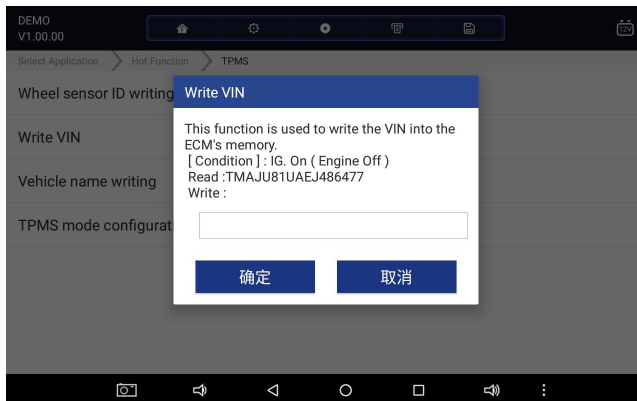 DEMO
V1.00.00
12V
Select Application
Hot Function
TPMS
Wheel sensor ID writing
Write VIN
Vehicle name writing
TPMS mode configurat
Write VIN
This function is used to write the VIN into the
ECM's memory.
[ Condition ] : IG. On ( Engine Off )
Read :TMAJU81UAEJ486477
Write :
确定
取消